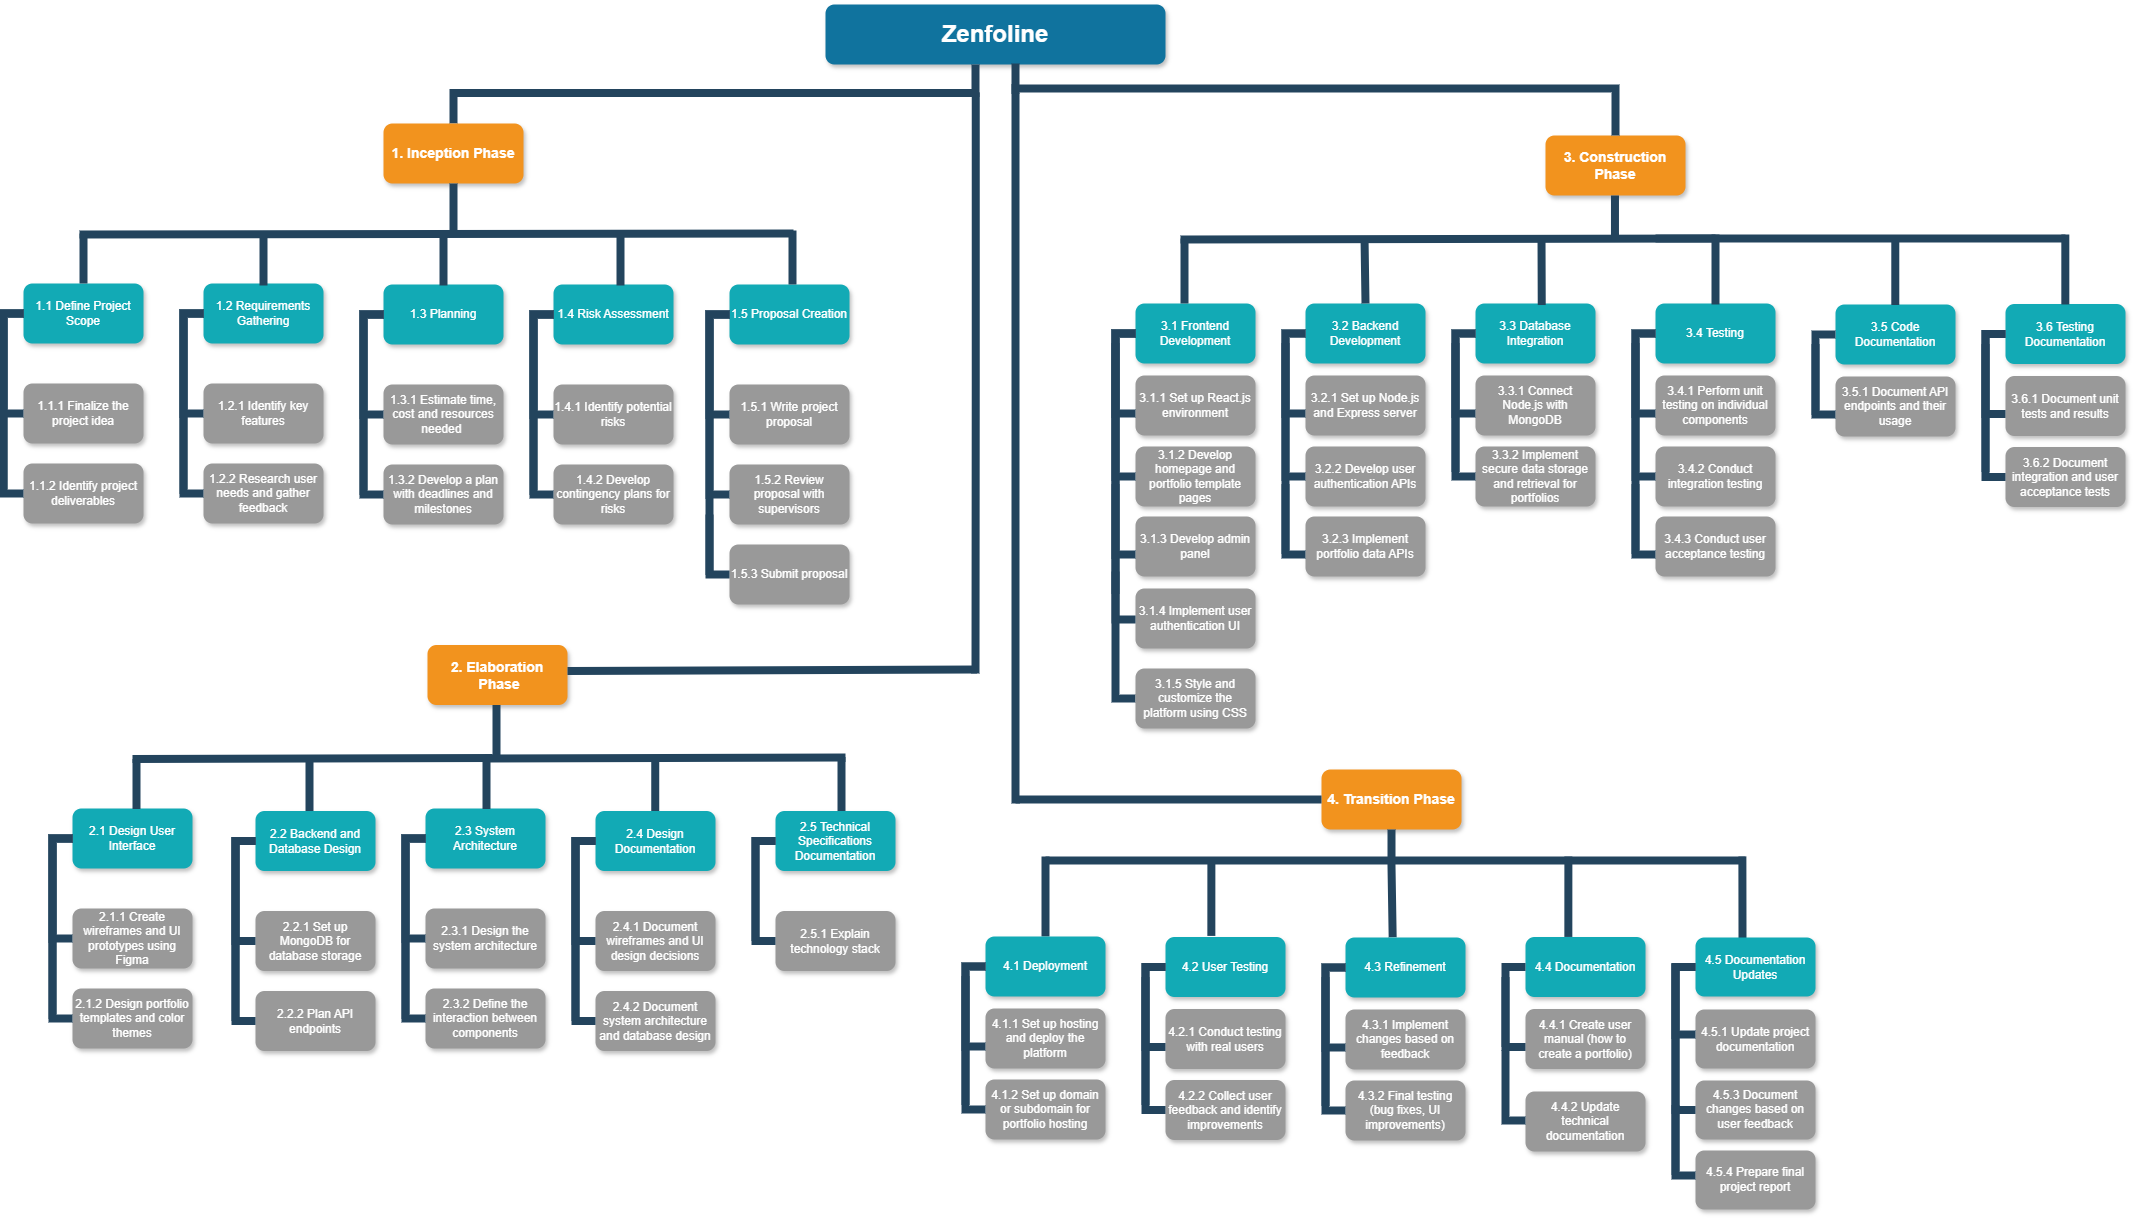 Zenfoline
1. Inception Phase
1.1 Define Project
Scope
1.1.1 Finalize the
project idea
1.1.2 Identify project
deliverables
1.2 Requirements
Gathering
1.2.1 Identify key
features
1.2.2 Research user
needs and gather
feedback
1.3 Planning
1.3.1 Estimate time,
cost and resources
needed
1.3.2 Develop a plan
with deadlines and
milestones
1.4 Risk Assessment
1.4.1 Identify potential
risks
1.4.2 Develop
contingency plans for
risks
1.5 Proposal Creation
1.5.1 Write project
proposal
1.5.2 Review
proposal with
supervisors
1.5.3 Submit proposal
2. Elaboration
Phase
2.1 Design User
Interface
2.1.1 Create
wireframes and UI
prototypes using
Figma
2.1.2 Design portfolio
templates and color
themes
2.2 Backend and
Database Design
2.2.1 Set up
MongoDB for
database storage
2.2.2 Plan API
endpoints
2.3 System
Architecture
2.3.1 Design the
system architecture
2.3.2 Define the
interaction between
components
2.4 Design
Documentation
2.4.1 Document
wireframes and UI
design decisions
2.4.2 Document
system architecture
and database design
2.5 Technical
Specifications
Documentation
2.5.1 Explain
technology stack
3. Construction
Phase
3.1 Frontend
Development
3.1.1 Set up React.js
environment
3.1.2 Develop
homepage and
portfolio template
pages
3.1.3 Develop admin
panel
3.1.4 Implement user
authentication UI
3.1.5 Style and
customize the
platform using CSS
3.2 Backend
Development
3.2.1 Set up Node.js
and Express server
3.2.2 Develop user
authentication APIs
3.2.3 Implement
portfolio data APIs
3.3 Database
Integration
3.3.1 Connect
Node.js with
MongoDB
3.3.2 Implement
secure data storage
and retrieval for
portfolios
3.4 Testing
3.4.1 Perform unit
testing on individual
components
3.4.2 Conduct
integration testing
3.4.3 Conduct user
acceptance testing
3.5 Code
Documentation
3.5.1 Document API
endpoints and their
usage
3.6 Testing
Documentation
3.6.1 Document unit
tests and results
3.6.2 Document
integration and user
acceptance tests
4. Transition Phase
4.1 Deployment
4.1.1 Set up hosting
and deploy the
platform
4.1.2 Set up domain
or subdomain for
portfolio hosting
4.2 User Testing
4.2.1 Conduct testing
with real users
4.2.2 Collect user
feedback and identify
improvements
4.3 Refinement
4.3.1 Implement
changes based on
feedback
4.3.2 Final testing
(bug fixes, UI
improvements)
4.4 Documentation
4.4.1 Create user
manual (how to
create a portfolio)
4.4.2 Update
technical
documentation
4.5 Documentation
Updates
4.5.1 Update project
documentation
4.5.3 Document
changes based on
user feedback
4.5.4 Prepare final
project report